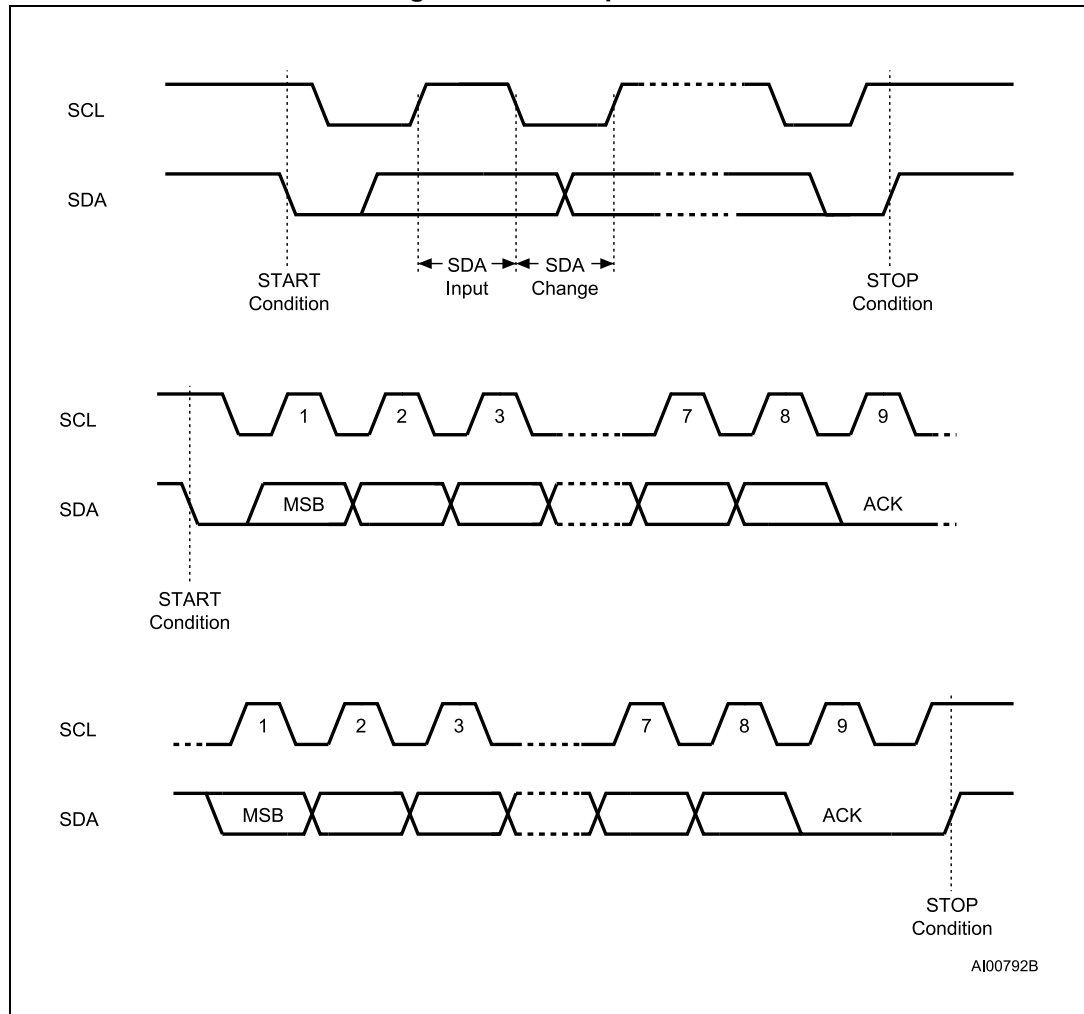 SCL
SDA
SDA Input
SDA Change
START
Condition
STOP
Condition
SCL
1 2 3 7 8 9
SDA
MSB
ACK
START
Condition
SCL
1 2 3 7 8 9
SDA
MSB
ACK
STOP
Condition
AI00792B